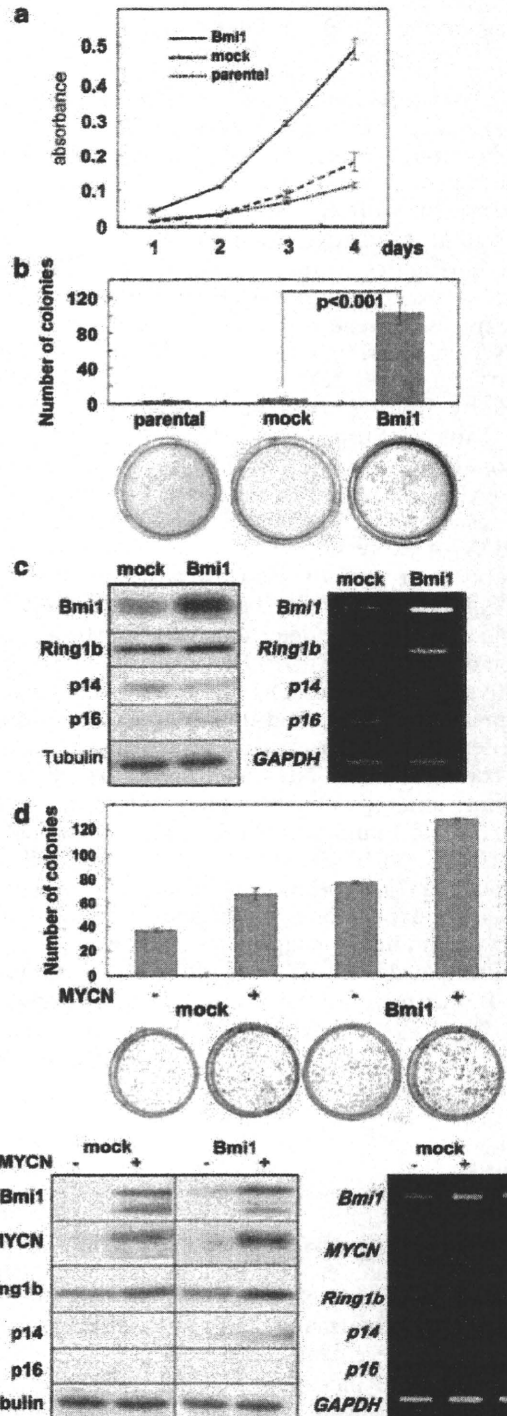 a
Bmi1
mock
parental
absorbance
0.5
0.4
0.3
0.2
0.1
0
1 2 3 4 days
b
Number of colonies
120
80
40
0
p<0.001
parental mock Bmi1
c
mock Bmi1
Bmi1
Ring1b
p14
p16
Tubulin
mock Bmi1
Bmi1
Ring1b
p14
p16
GAPDH
d
Number of colonies
120
100
80
60
40
20
0
MYCN - + - +
mock Bmi1
mock Bmi1
MYCN - + - +
Bmi1
MYCN
ng1b
p14
p16
bulin
mock
- +
Bmi1
MYCN
Ring1b
p14
p16
GAPDH